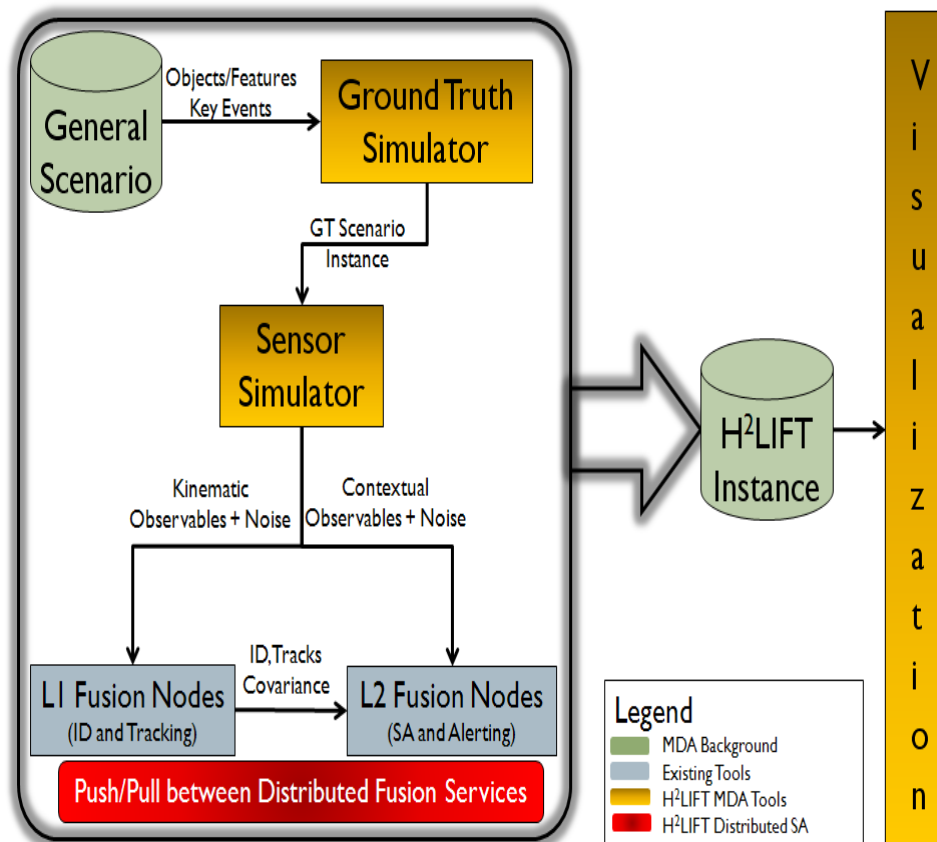 Objects/Features
Key Events
General
Scenario
Ground Truth
Simulator
GT Scenario
Instance
Sensor
Simulator
Kinematic
Observables + Noise
Contextual
Observables + Noise
L1 Fusion Nodes
(ID and Tracking)
ID,Tracks
Covariance
L2 Fusion Nodes
(SA and Alerting)
Push/Pull between Distributed Fusion Services
H²LIFT
Instance
Visualization
Legend
MDA Background
Existing Tools
H²LIFT MDA Tools
H²LIFT Distributed SA